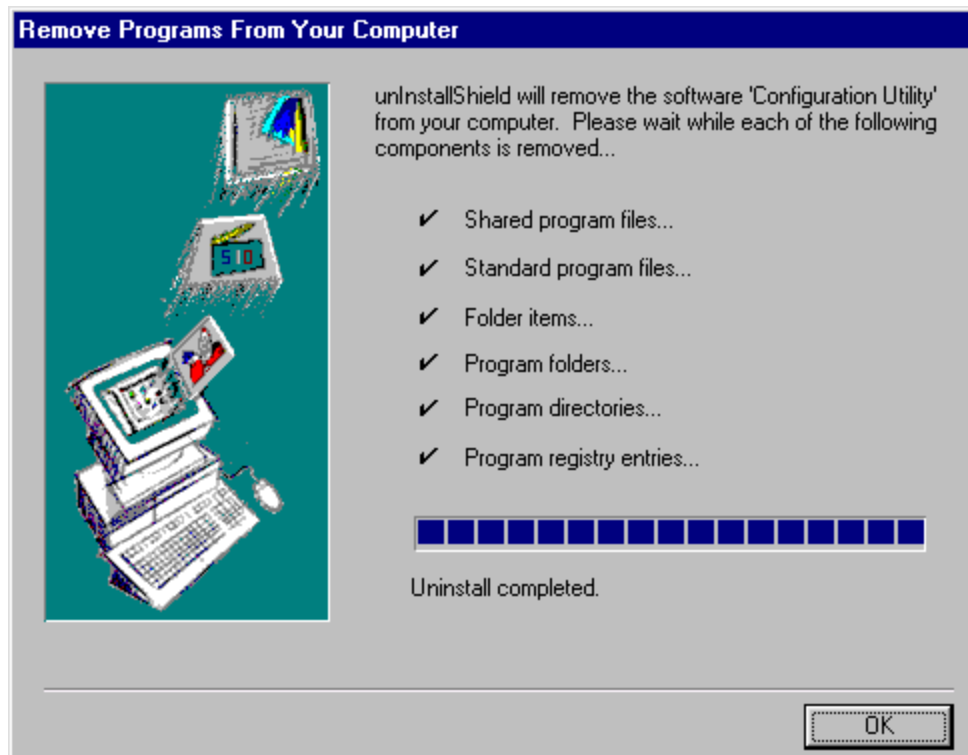 Remove Programs From Your Computer
unInstallShield will remove the software 'Configuration Utility'
from your computer.  Please wait while each of the following
components is removed...
Shared program files...
Standard program files...
Folder items...
Program folders...
Program directories...
Program registry entries...
Uninstall completed.
OK